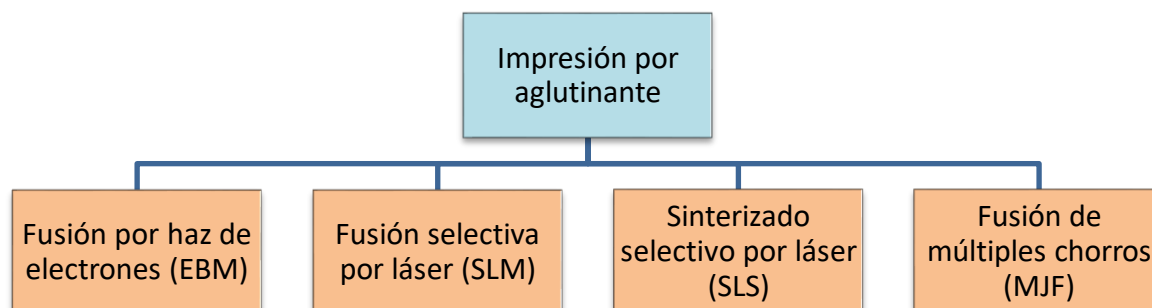 Impresión por
aglutinante
Fusión por haz de
electrones (EBM)
Fusión selectiva
por láser (SLM)
Sinterizado
selectivo por láser
(SLS)
Fusión de
múltiples chorros
(MJF)